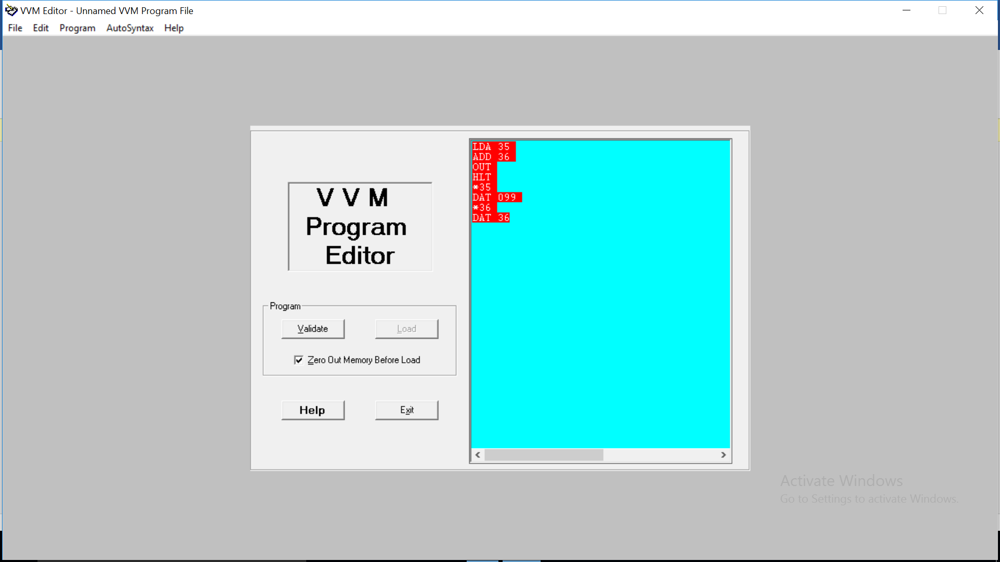 VVM Editor - Unnamed VVM Program File
File Edit Program AutoSyntax Help
V V M
Program
Editor
Program
Validate Load
Zero Out Memory Before Load
Help Exit
LDA 35
ADD 36
OUT
HLT
*35
DAT 099
*36
DAT 36
Activate Windows
Go to Settings to activate Windows.